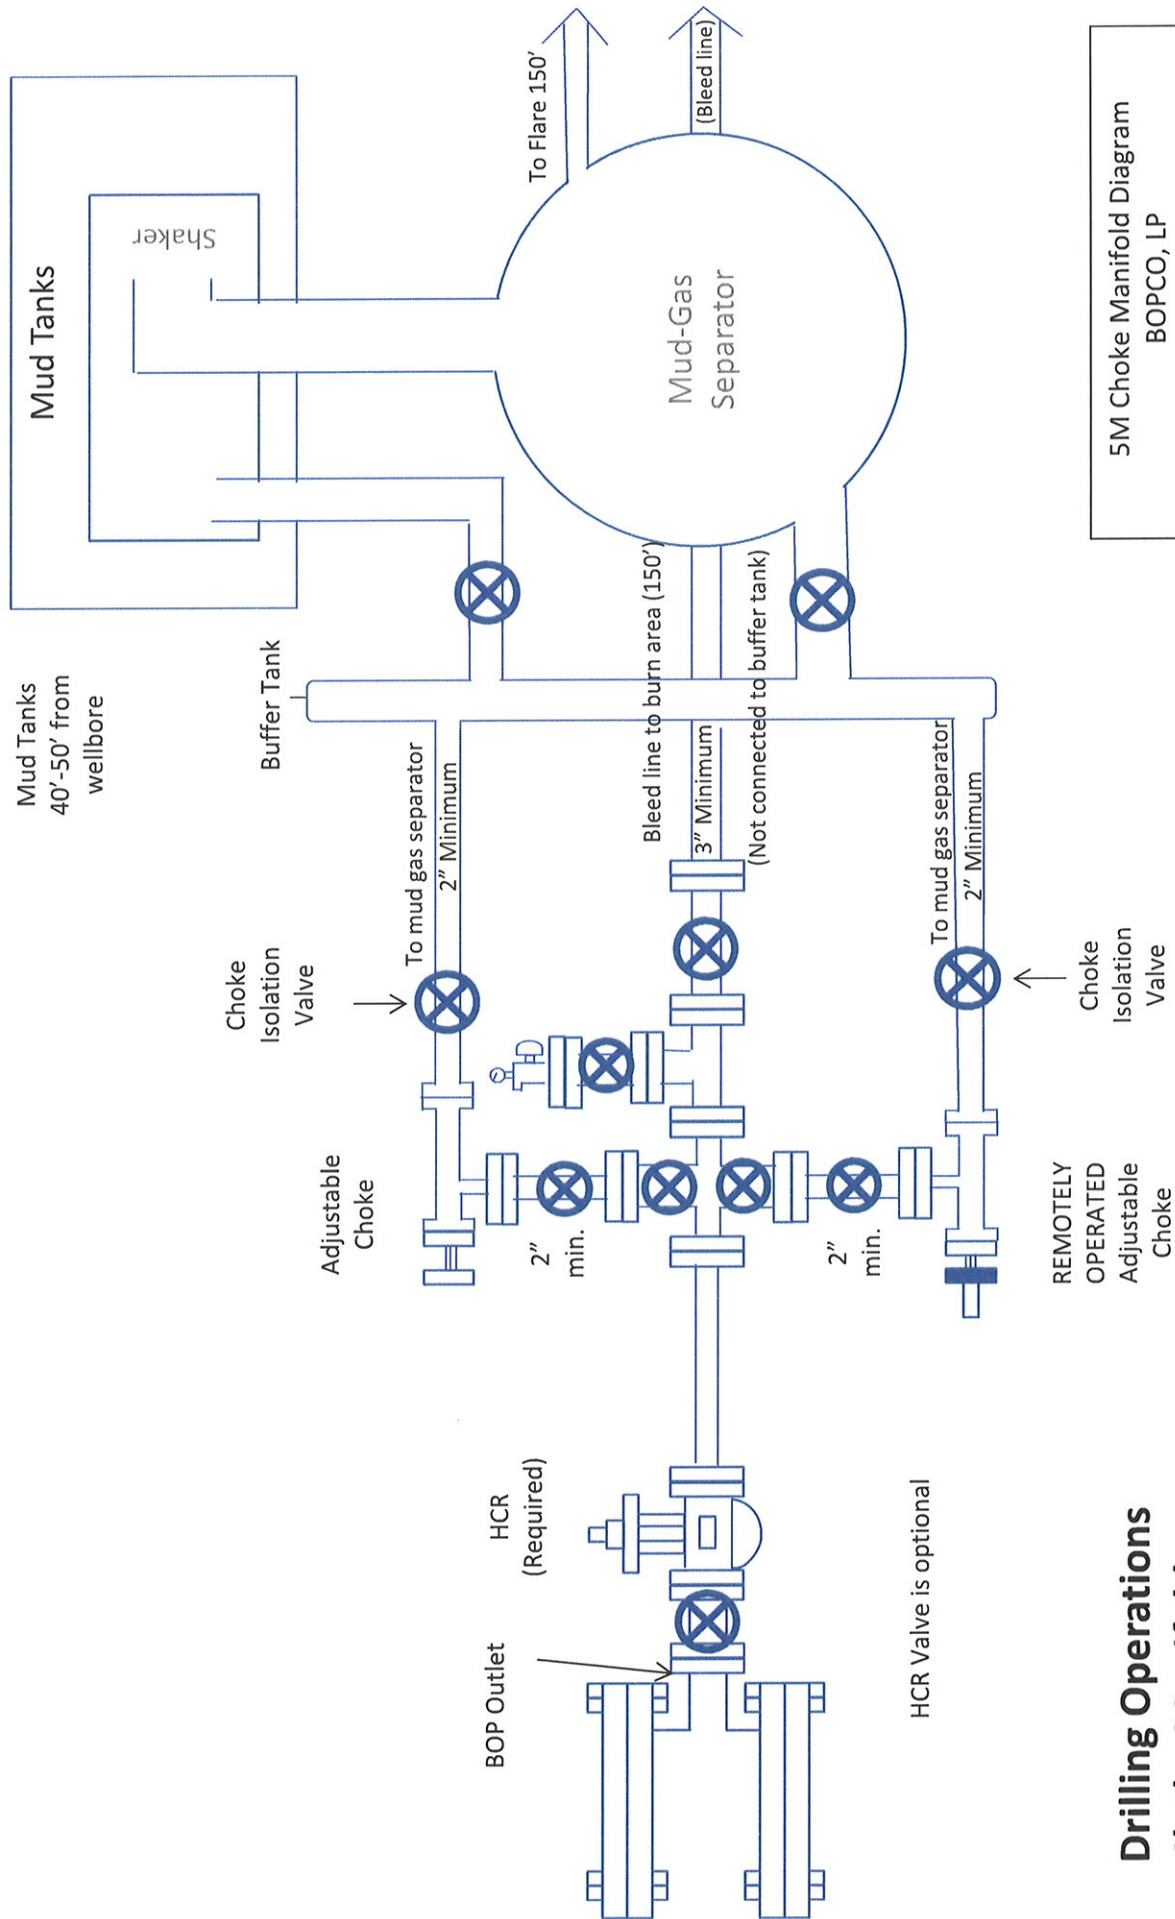 Mud Tanks
Shaker
Mud Tanks
40'-50' from
wellbore
Buffer Tank
To Flare 150'
(Bleed line)
Mud-Gas
Separator
Choke
Isolation
Valve
To mud gas separator
2" Minimum
Bleed line to burn area (150')
3" Minimum
(Not connected to buffer tank)
To mud gas separator
2" Minimum
Choke
Isolation
Valve
Adjustable
Choke
2"
min.
2"
min.
REMOTELY
OPERATED
Adjustable
Choke
HCR
(Required)
BOP Outlet
HCR Valve is optional
Drilling Operations
5M Choke Manifold Diagram
BOPCO, LP